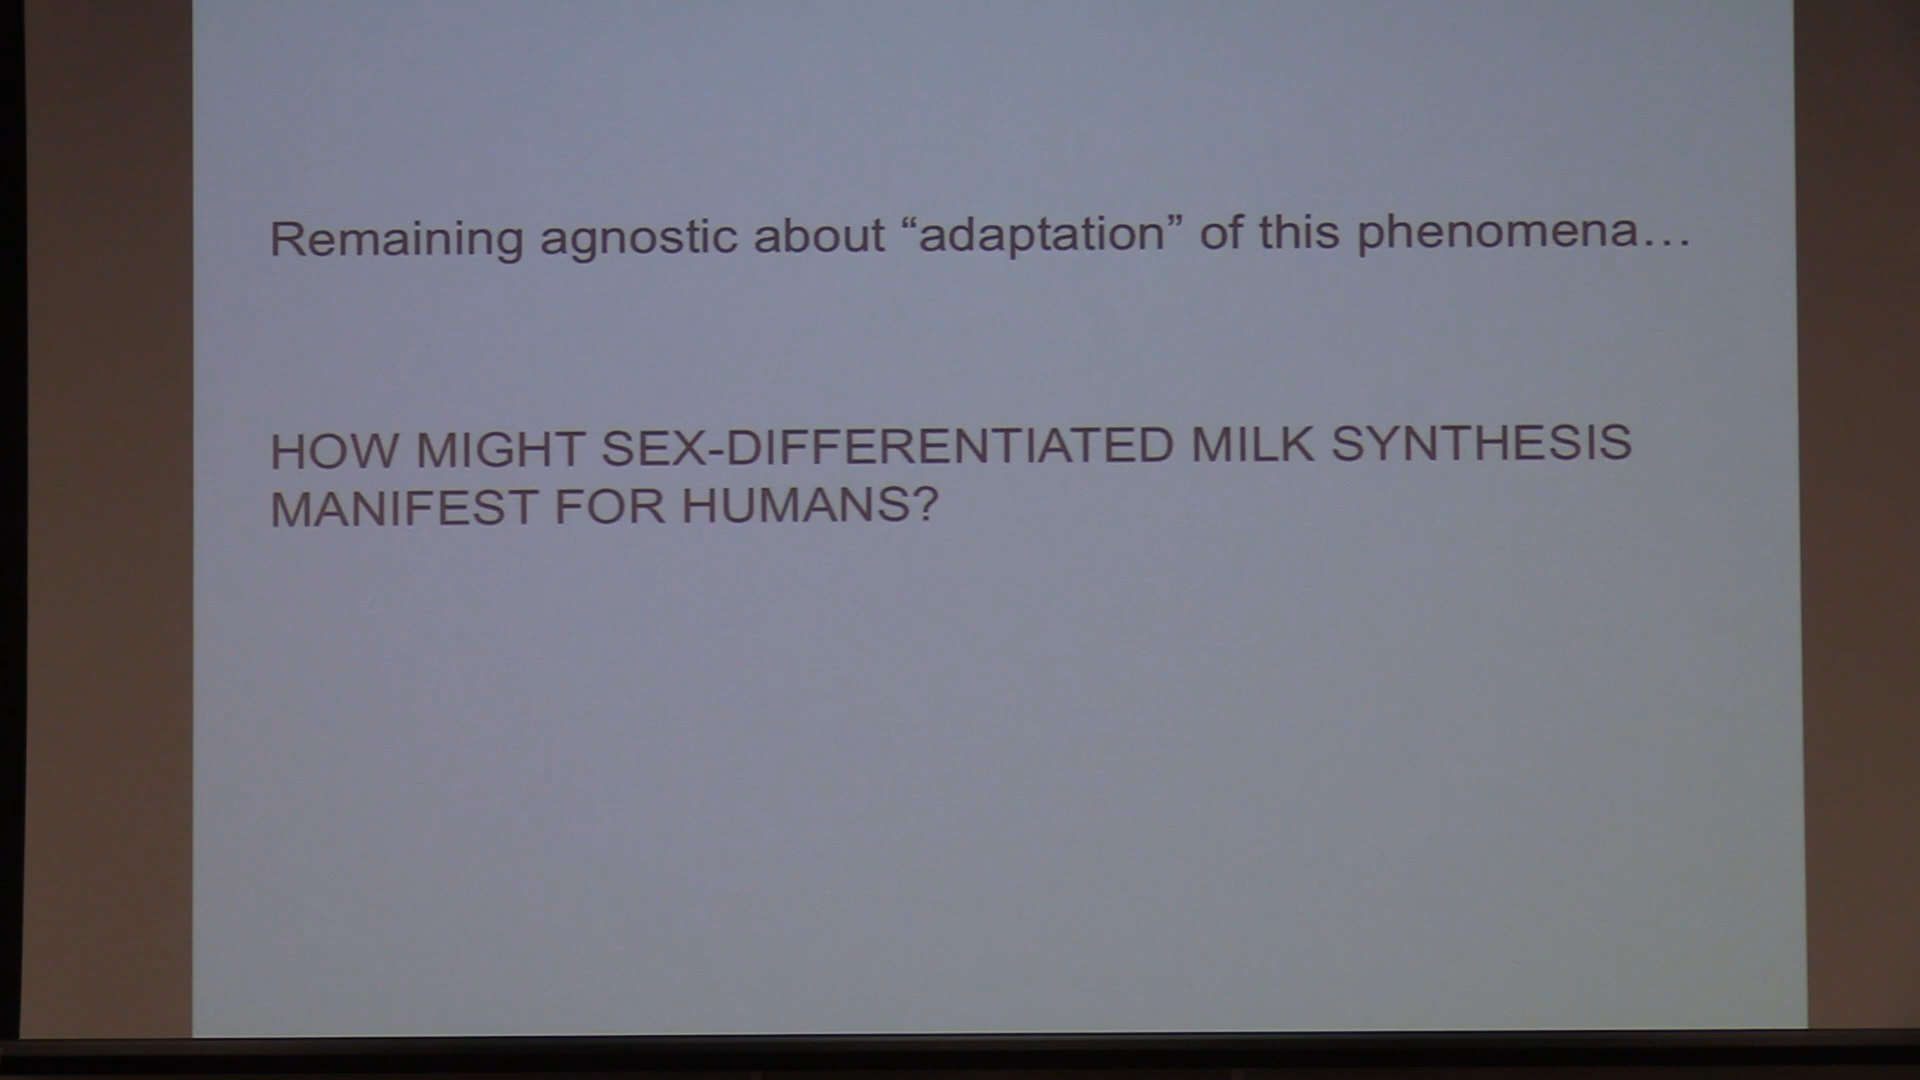 Remaining agnostic about “adaptation” of this phenomena…
HOW MIGHT SEX-DIFFERENTIATED MILK SYNTHESIS
MANIFEST FOR HUMANS?